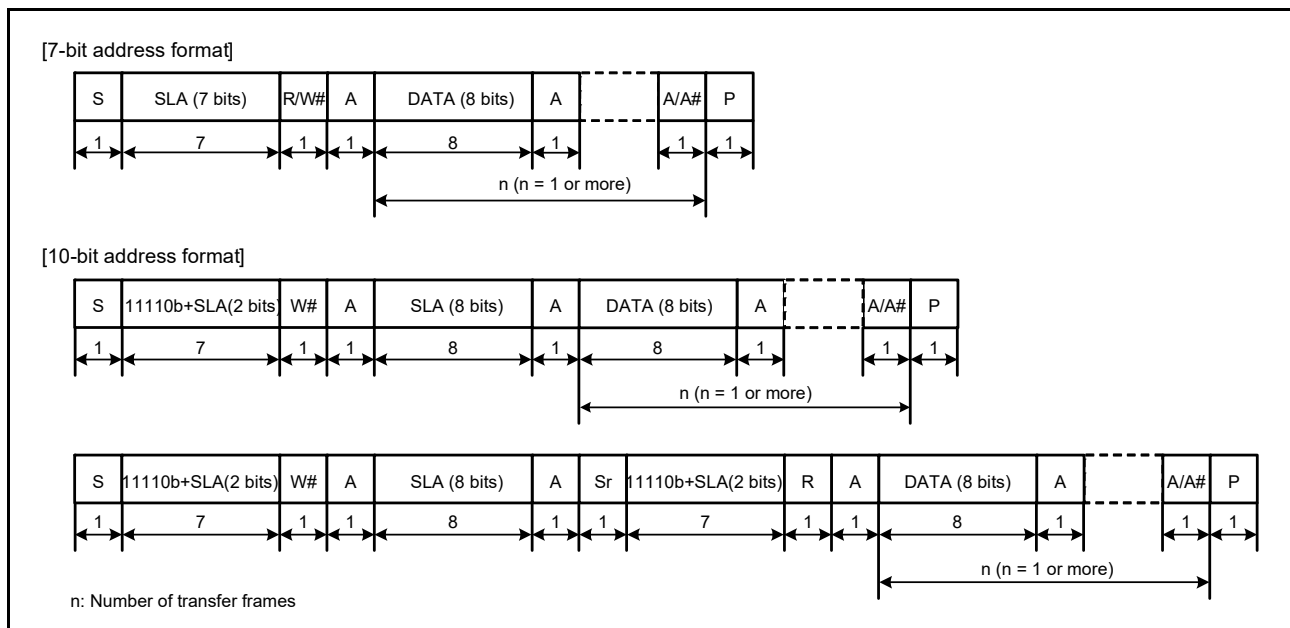 [7-bit address format]
S SLA (7 bits) R/W# A DATA (8 bits) A A/A# P
1 7 1 1 8 1 1 1
n (n = 1 or more)
[10-bit address format]
S 11110b+SLA(2 bits) W# A SLA (8 bits) A DATA (8 bits) A A/A# P
1 7 1 1 8 1 8 1 1 1
n (n = 1 or more)
S 11110b+SLA(2 bits) W# A SLA (8 bits) A Sr 11110b+SLA(2 bits) R A DATA (8 bits) A A/A# P
1 7 1 1 8 1 1 7 1 1 8 1 1 1
n (n = 1 or more)
n: Number of transfer frames